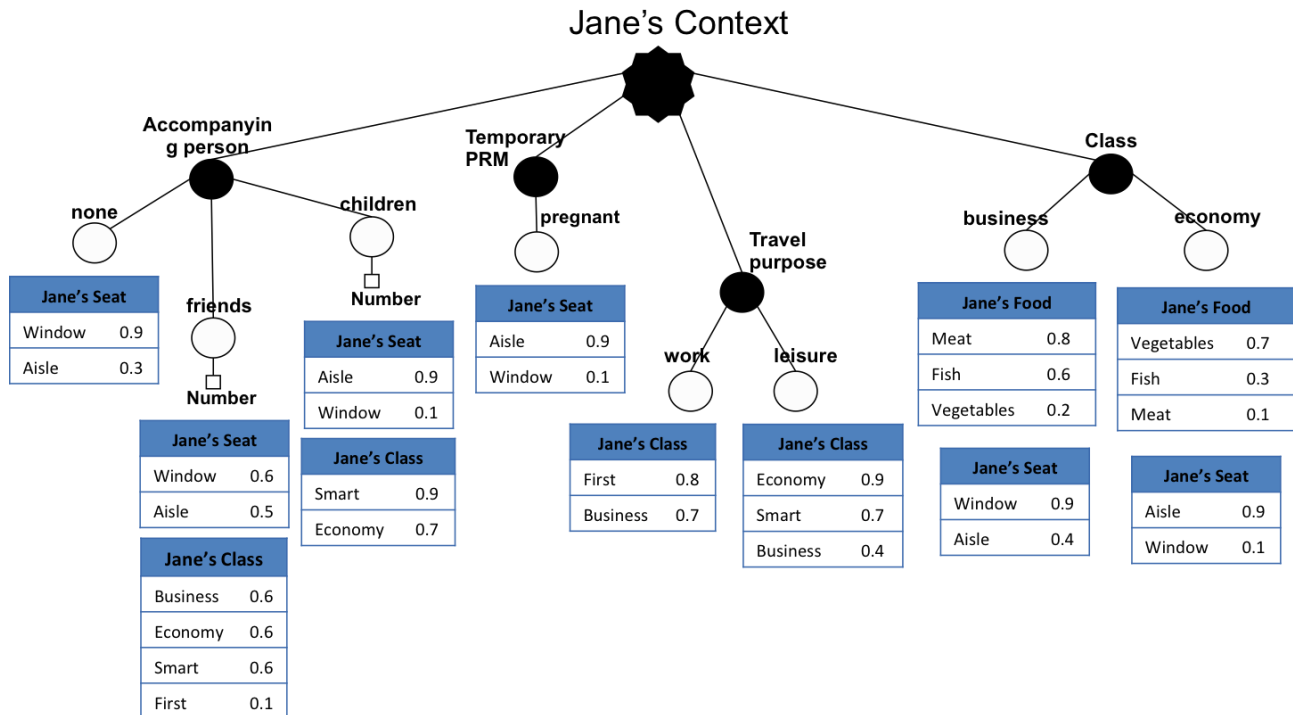 Jane's Context
Accompanyin
g person
none
friends
Number
children
Number
Temporary
PRM
pregnant
Travel
purpose
work
leisure
Class
business
economy
Jane's Seat
Window 0.9
Aisle 0.3
Jane's Seat
Window 0.6
Aisle 0.5
Jane's Class
Business 0.6
Economy 0.6
Smart 0.6
First 0.1
Jane's Seat
Aisle 0.9
Window 0.1
Jane's Class
Smart 0.9
Economy 0.7
Jane's Seat
Aisle 0.9
Window 0.1
Jane's Class
First 0.8
Business 0.7
Jane's Class
Economy 0.9
Smart 0.7
Business 0.4
Jane's Food
Meat 0.8
Fish 0.6
Vegetables 0.2
Jane's Seat
Window 0.9
Aisle 0.4
Jane's Food
Vegetables 0.7
Fish 0.3
Meat 0.1
Jane's Seat
Aisle 0.9
Window 0.1